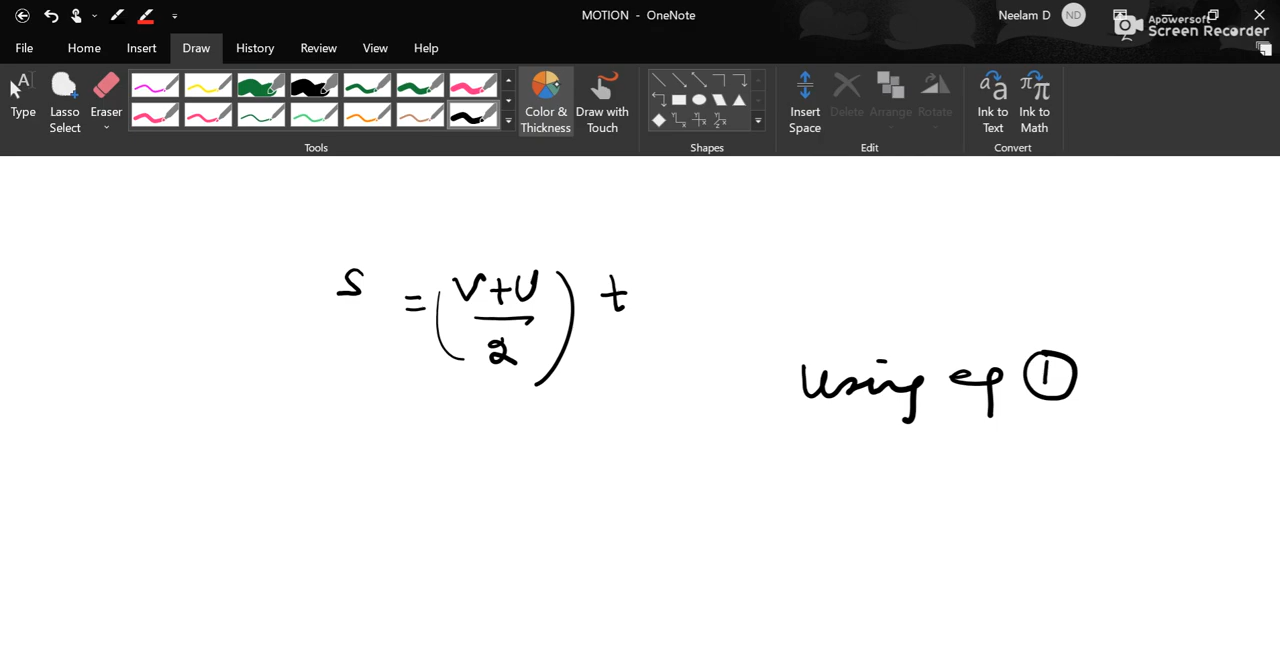 MOTION - OneNote
Neelam D
ND
Apowersoft
Screen Recorder
File Home Insert Draw History Review View Help
Type
Lasso
Select
Eraser
Color &
Thickness
Draw with
Touch
Insert
Space
Delete
Arrange
Rotate
Ink to
Text
Ink to
Math
Tools
Shapes
Edit
Convert
S = (V+U/2) t
using eq ①